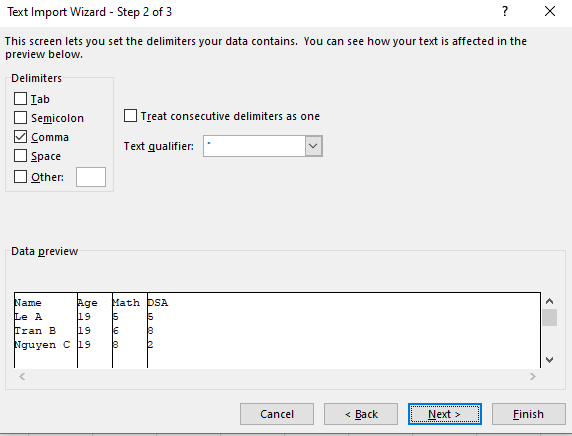 Text Import Wizard - Step 2 of 3 ?
This screen lets you set the delimiters your data contains. You can see how your text is affected in the
preview below.
Delimiters
Tab
Semicolon
Comma
Space
Other:
Treat consecutive delimiters as one
Text qualifier: "
Data preview
Name Age Math DSA
Le A 19 5 5
Tran B 19 6 8
Nguyen C 19 8 2
Cancel < Back Next > Finish